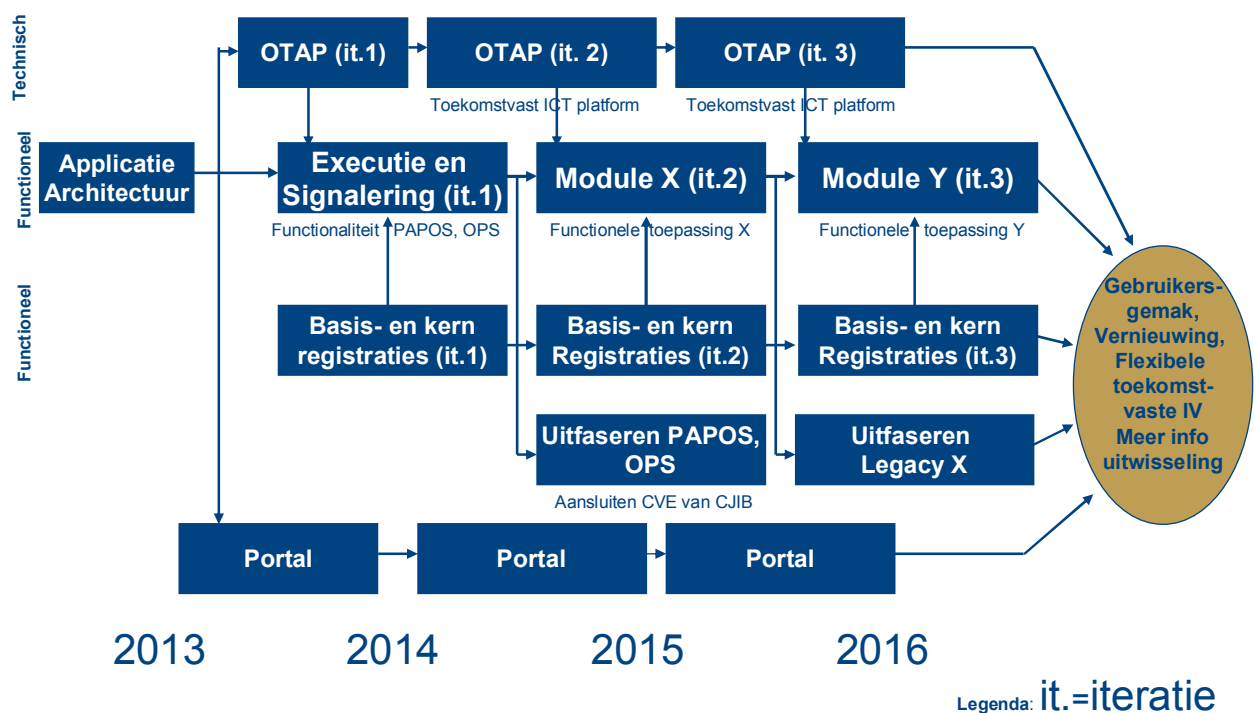 Technisch
OTAP (it.1)
OTAP (it. 2)
OTAP (it. 3)
Toekomstvast ICT platform
Toekomstvast ICT platform
Functioneel
Applicatie
Architectuur
Executie en
Signalering (it.1)
Module X (it.2)
Module Y (it.3)
Functionaliteit PAPOS, OPS
Functionele toepassing X
Functionele toepassing Y
Functioneel
Basis- en kern
registraties (it.1)
Basis- en kern
Registraties (it.2)
Basis- en kern
Registraties (it.3)
Gebruikers-
gemak,
Vernieuwing,
Flexibele
toekomst-
vaste IV
Meer info
uitwisseling
Uitfaseren PAPOS,
OPS
Uitfaseren
Legacy X
Aansluiten CVE van CJIB
Portal
Portal
Portal
2013
2014
2015
2016
Legenda: it.=iteratie